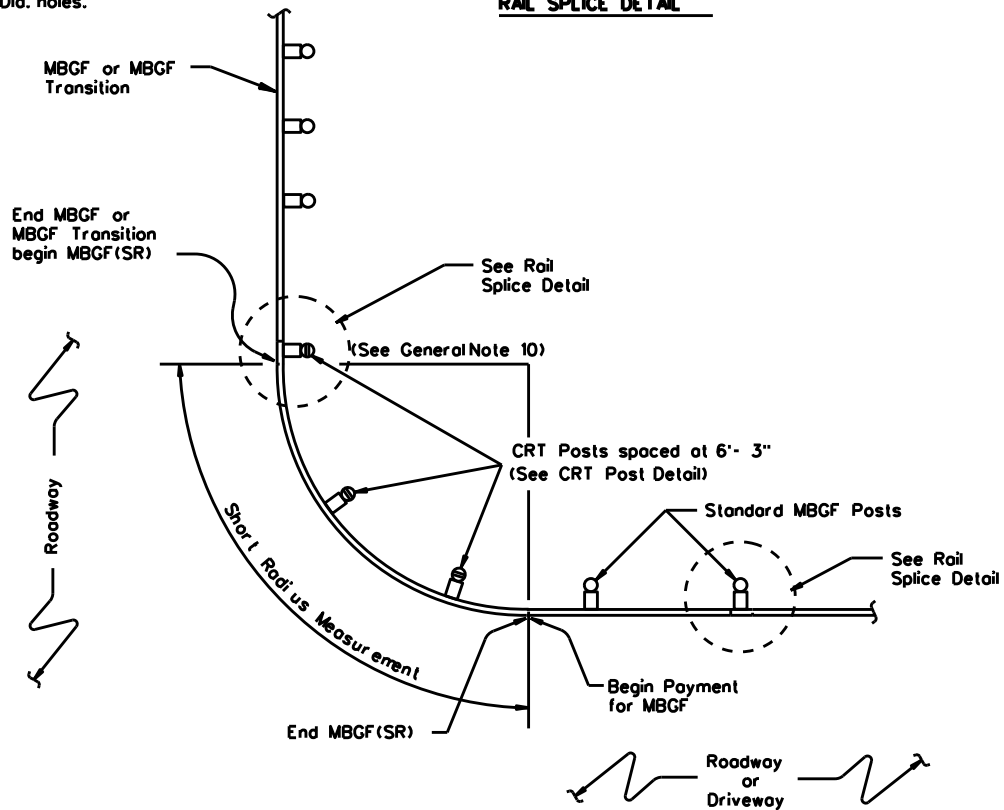 Dia. holes.
RAIL SPLICE DETAIL
MBGF or MBGF
Transition
End MBGF or
MBGF Transition
begin MBGF(SR)
See Rail
Splice Detail
(See General Note 10)
CRT Posts spaced at 6'- 3"
(See CRT Post Detail)
Roadway
Short Radius Measurement
Standard MBGF Posts
See Rail
Splice Detail
Begin Payment
for MBGF
End MBGF(SR)
Roadway
or
Driveway